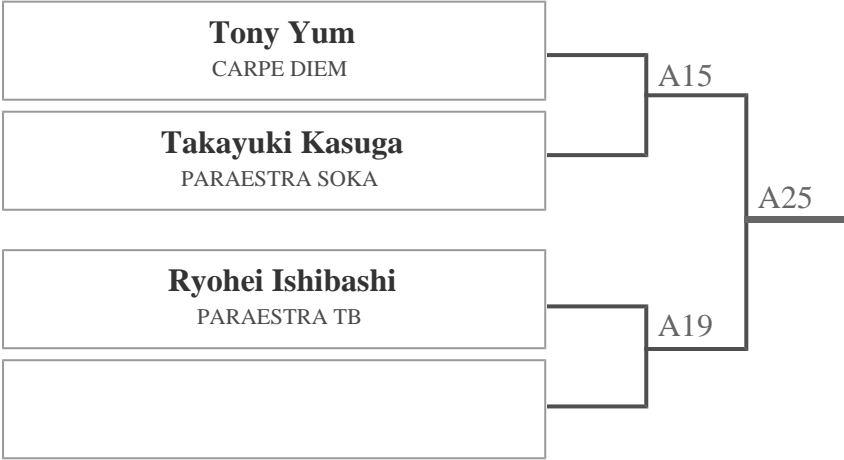 Tony Yum
CARPE DIEM
A15
Takayuki Kasuga
PARAESTRA SOKA
A25
Ryohei Ishibashi
PARAESTRA TB
A19